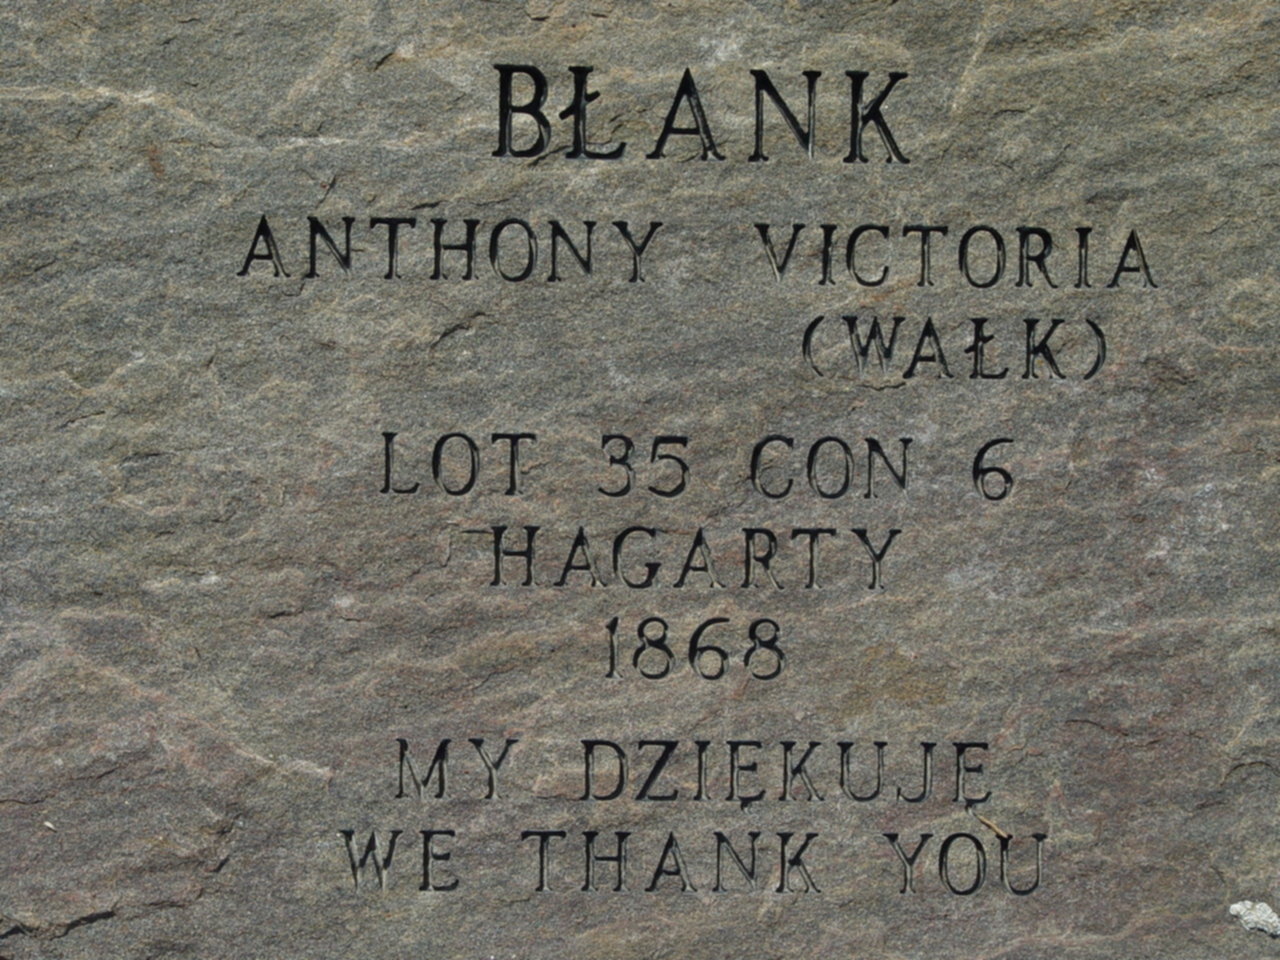 BŁANK
ANTHONY VICTORIA
(WAŁK)
LOT 35 CON 6
HAGARTY
1868
MY DZIĘKUJĘ
WE THANK YOU